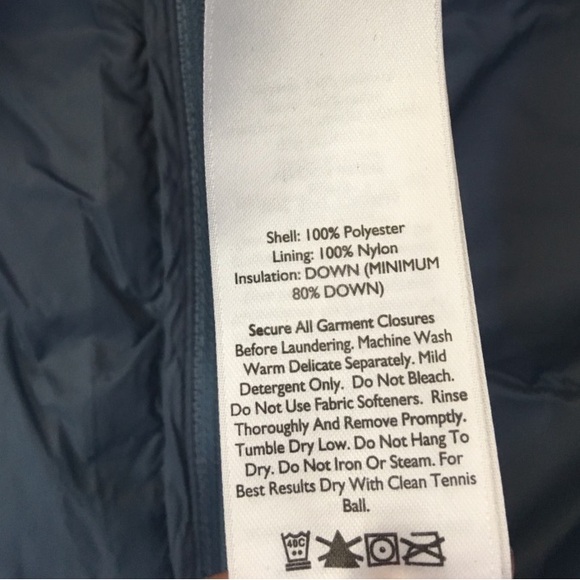 Shell: 100% Polyester
Lining: 100% Nylon
Insulation: DOWN (MINIMUM
80% DOWN)
Secure All Garment Closures
Before Laundering. Machine Wash
Warm Delicate Separately. Mild
Detergent Only. Do Not Bleach.
Do Not Use Fabric Softeners. Rinse
Thoroughly And Remove Promptly.
Tumble Dry Low. Do Not Hang To
Dry. Do Not Iron Or Steam. For
Best Results Dry With Clean Tennis
Ball.
40C